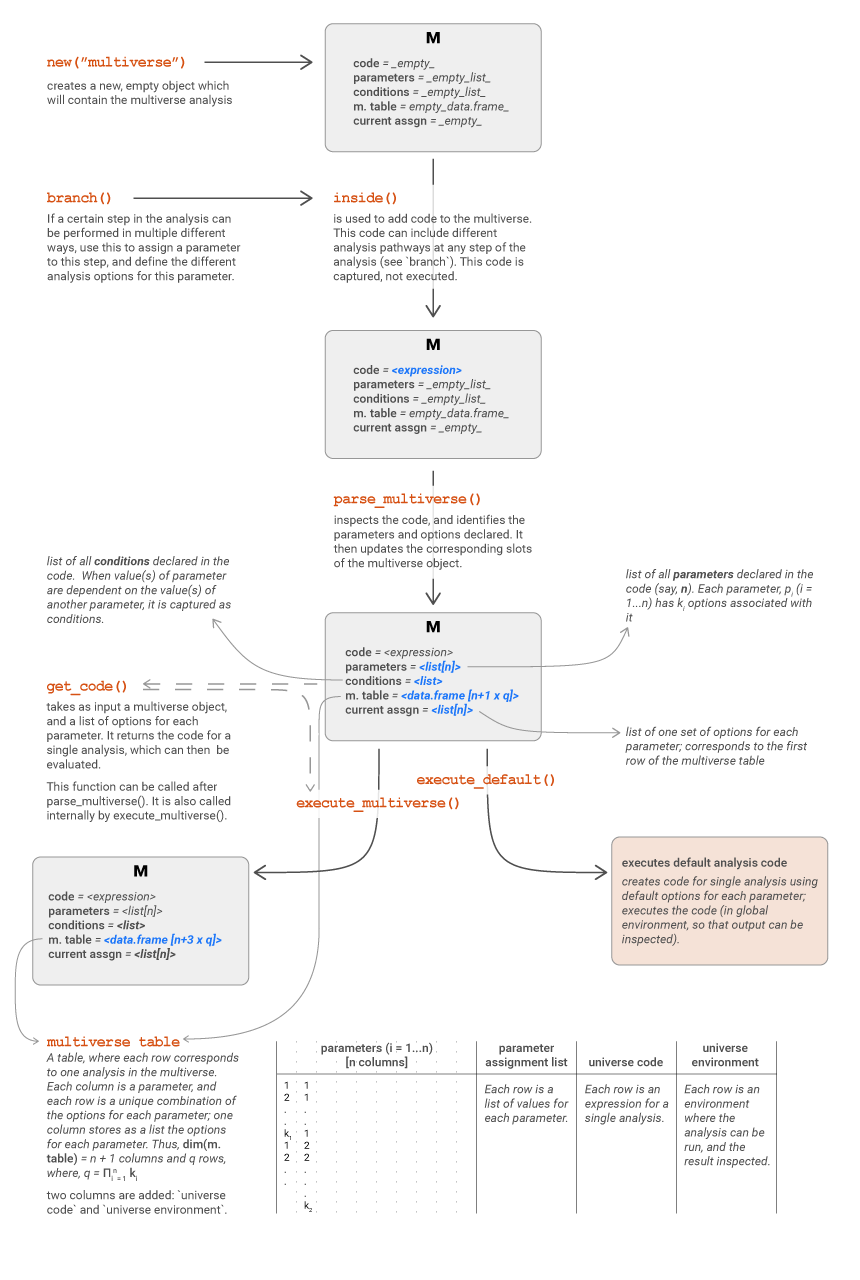 M
new("multiverse")
creates a new, empty object which
will contain the multiverse analysis
code = _empty_
parameters = _empty_list_
conditions = _empty_list_
m. table = empty_data.frame_
current assgn = _empty_
branch()
If a certain step in the analysis can
be performed in multiple different
ways, use this to assign a parameter
to this step, and define the different
analysis options for this parameter.
inside()
is used to add code to the multiverse.
This code can include different
analysis pathways at any step of the
analysis (see `branch`). This code is
captured, not executed.
M
code = <expression>
parameters = _empty_list_
conditions = _empty_list_
m. table = empty_data.frame_
current assgn = _empty_
parse_multiverse()
inspects the code, and identifies the
parameters and options declared. It
then updates the corresponding slots
of the multiverse object.
list of all conditions declared in the
code.  When value(s) of parameter
are dependent on the value(s) of
another parameter, it is captured as
conditions.
list of all parameters declared in the
code (say, n). Each parameter, pi (i =
1...n) has ki options associated with
it
M
code = <expression>
parameters = <list[n]>
conditions = <list>
m. table = <data.frame [n+1 x q]>
current assgn = <list[n]>
get_code()
takes as input a multiverse object,
and a list of options for each
parameter. It returns the code for a
single analysis, which can then  be
evaluated.
This function can be called after
parse_multiverse(). It is also called
internally by execute_multiverse().
list of one set of options for each
parameter; corresponds to the first
row of the multiverse table
execute_default()
execute_multiverse()
M
code = <expression>
parameters = <list[n]>
conditions = <list>
m. table = <data.frame [n+3 x q]>
current assgn = <list[n]>
executes default analysis code
creates code for single analysis using
default options for each parameter;
executes the code (in global
environment, so that output can be
inspected).
multiverse table
A table, where each row corresponds
to one analysis in the multiverse.
Each column is a parameter, and
each row is a unique combination of
the options for each parameter; one
column stores as a list the options
for each parameter. Thus, dim(m.
table) = n + 1 columns and q rows,
where, q = Π i = 1 n ki
two columns are added: `universe
code` and `universe environment`.
parameters (i = 1...n)
[n columns]
parameter
assignment list
universe code
universe
environment
1 1
2 1
. .
. .
k1 1
1 2
2 2
. .
. .
.
k2
Each row is a
list of values for
each parameter.
Each row is an
expression for a
single analysis.
Each row is an
environment
where the
analysis can be
run, and the
result inspected.